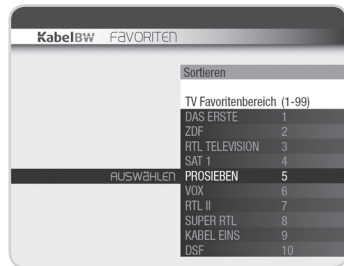 KabelBW FAVORITEN
Sortieren
TV Favoritenbereich (1-99)
DAS ERSTE 1
ZDF 2
RTL TELEVISION 3
SAT 1 4
AUSWÄHLEN PROSIEBEN 5
VOX 6
RTL II 7
SUPER RTL 8
KABEL EINS 9
DSF 10